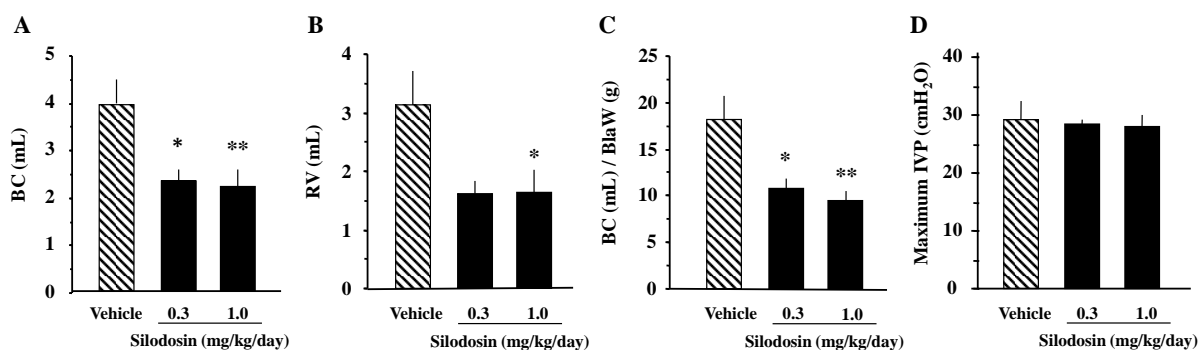 A
BC (mL)
5
4
3
2
1
0
*
**
Vehicle 0.3 1.0
Silodosin (mg/kg/day)
B
RV (mL)
4
3
2
1
0
*
Vehicle 0.3 1.0
Silodosin (mg/kg/day)
C
BC (mL) / BlaW (g)
25
20
15
10
5
0
*
**
Vehicle 0.3 1.0
Silodosin (mg/kg/day)
D
Maximum IVP (cmH₂O)
40
30
20
10
0
Vehicle 0.3 1.0
Silodosin (mg/kg/day)